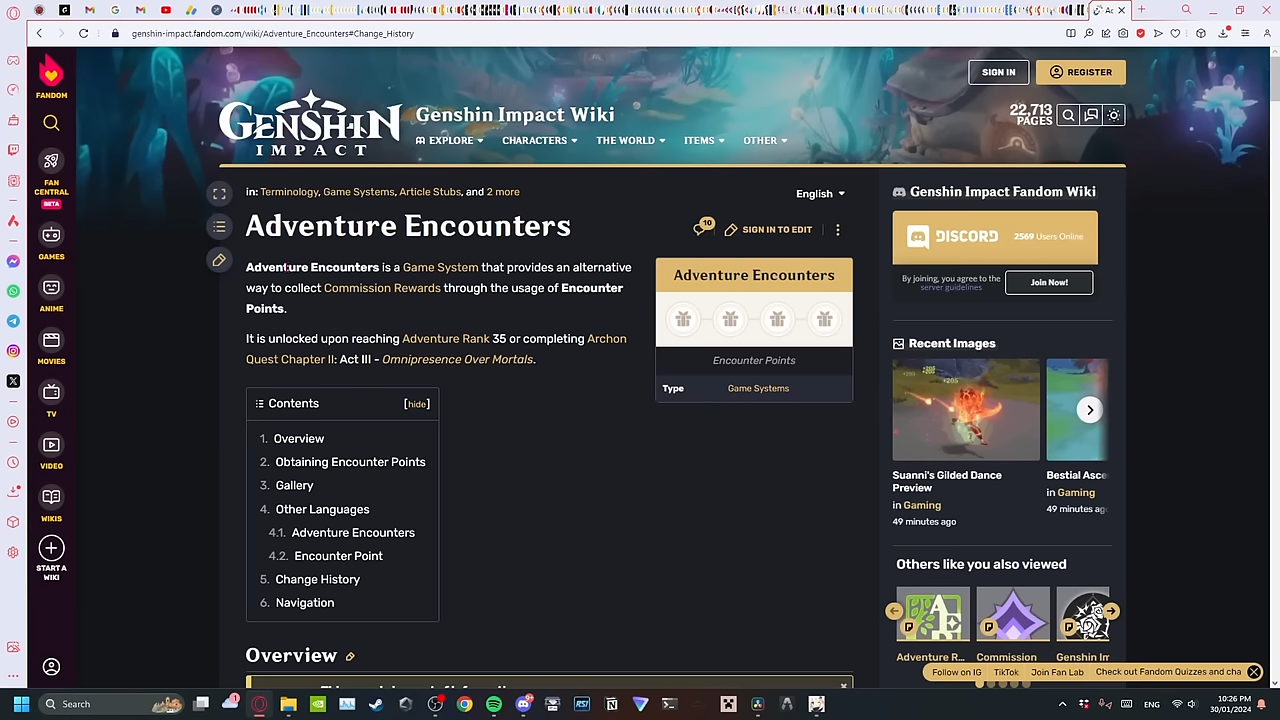 genshin-impact.fandom.com/wiki/Adventure_Encounters#Change_History
FANDOM
FAN CENTRAL
BETA
GAMES
ANIME
MOVIES
TV
VIDEO
WIKIS
START A WIKI
SIGN IN
REGISTER
GENSHIN
IMPACT
Genshin Impact Wiki
22,713
PAGES
EXPLORE
CHARACTERS
THE WORLD
ITEMS
OTHER
in: Terminology, Game Systems, Article Stubs, and 2 more
English
Adventure Encounters
10
SIGN IN TO EDIT
Adventure Encounters is a Game System that provides an alternative
way to collect Commission Rewards through the usage of Encounter
Points.
It is unlocked upon reaching Adventure Rank 35 or completing Archon
Quest Chapter II: Act III - Omnipresence Over Mortals.
Adventure Encounters
Encounter Points
Type Game Systems
Contents [hide]
1. Overview
2. Obtaining Encounter Points
3. Gallery
4. Other Languages
4.1. Adventure Encounters
4.2. Encounter Point
5. Change History
6. Navigation
Overview
Genshin Impact Fandom Wiki
DISCORD 2569 Users Online
By joining, you agree to the
server guidelines
Join Now!
Recent Images
+205
+205
Suanni's Gilded Dance
Preview
in Gaming
49 minutes ago
Bestial Asce
in Gaming
49 minutes ago
Others like you also viewed
Adventure R...
Commission
Genshin Im
Follow on IG TikTok Join Fan Lab Check out Fandom Quizzes and cha
Search
ENG
10:26 PM
30/01/2024